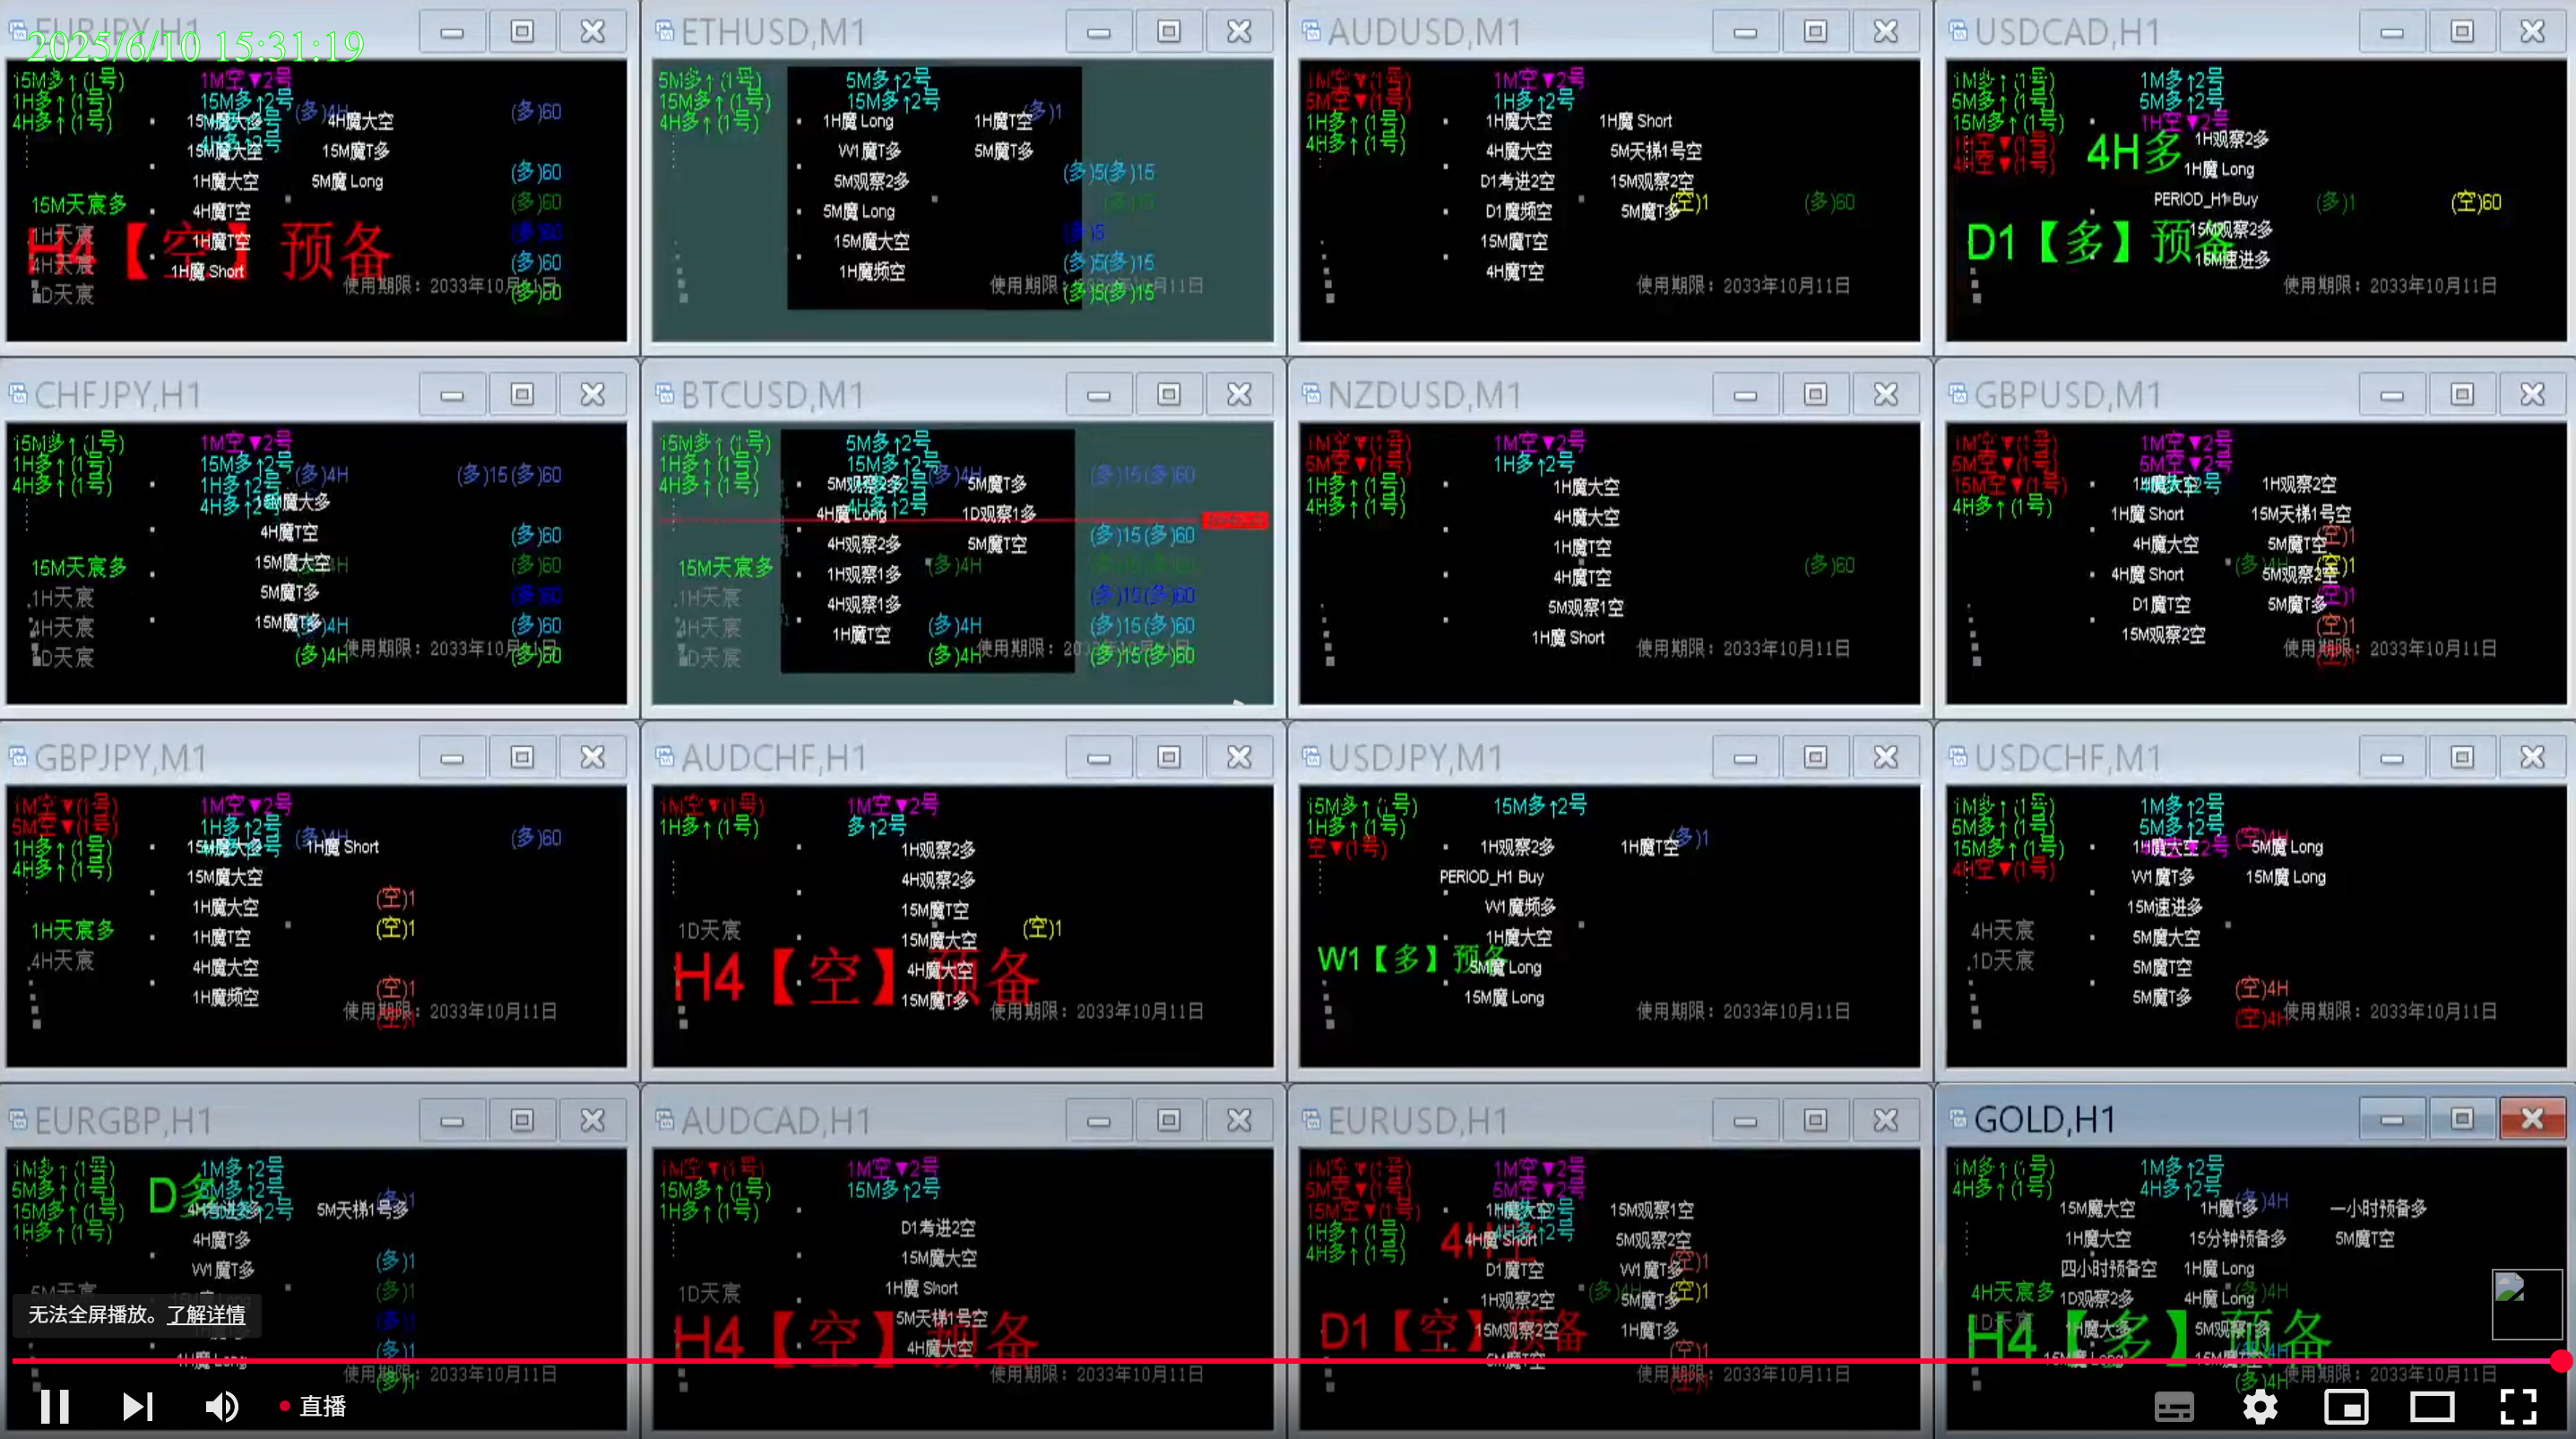 EURJPY,H1
2025/6/10 15:31:19
15M多↑(1号) 1M空▼2号
1H多↑(1号) 15M多↑2号
4H多↑(1号)
(多)4H (多)60
15M魔大多 4H魔大空
15M魔大空 15M魔T多
1H魔大空 5M魔 Long
(多)60
15M天宸多 4H魔T空 (多)60
1H天宸 1H魔T空 (多)60
4H天宸 1H魔 Short (多)60
H4【空】预备
1D天宸 使用期限：2033年10月11日
(多)60
ETHUSD,M1
5M多↑(1号) 5M多↑2号
15M多↑(1号) 15M多↑2号
4H多↑(1号) 1H魔 Long 1H魔T空 (多)1
W1魔T多 5M魔T多
5M观察2多 (多)5(多)15
5M魔 Long (多)15
15M魔大空 (多)5
1H魔频空 (多)5(多)15
使用期限：2033年10月11日
(多)5(多)15
AUDUSD,M1
1M空▼(1号) 1M空▼2号
5M空▼(1号) 1H多↑2号
1H多↑(1号) 1H魔大空 1H魔 Short
4H多↑(1号) 4H魔大空 5M天梯1号空
D1考进2空 15M观察2空
D1魔频空 5M魔T多 (空)1 (多)60
15M魔T空
4H魔T空 使用期限：2033年10月11日
USDCAD,H1
1M多↑(1号) 1M多↑2号
5M多↑(1号) 5M多↑2号
15M多↑(1号) 1H空▼2号
1H空▼(1号) 4H多 1H观察2多
4H空▼(1号) 1H魔 Long
PERIOD_H1 Buy (多)1 (空)60
D1【多】预备 15M观察2多
15M速进多
使用期限：2033年10月11日
CHFJPY,H1
15M多↑(1号) 1M空▼2号
1H多↑(1号) 15M多↑2号 (多)4H (多)15(多)60
4H多↑(1号) 1H多↑2号
4H多↑2号 魔大多
4H魔T空 (多)60
15M天宸多 15M魔大空 (多)60
1H天宸 5M魔T多 (多)60
4H天宸 15M魔T多 (多)4H (多)60
1D天宸 (多)4H 使用期限：2033年10月11日
(多)60
BTCUSD,M1
15M多↑(1号) 5M多↑2号
1H多↑(1号) 15M多↑2号 (多)4H (多)15(多)60
4H多↑(1号) 5M观察2多 5M魔T多
4H魔 Long 1D观察1多
4H观察2多 5M魔T空 (多)15(多)60
15M天宸多 1H观察1多 (多)4H (多)15(多)60
1H天宸 4H观察1多 (多)15(多)60
4H天宸 1H魔T空 (多)4H (多)15(多)60
1D天宸 (多)4H 使用期限：2033年10月11日
(多)15(多)60
NZDUSD,M1
1M空▼(1号) 1M空▼2号
5M空▼(1号) 1H多↑2号
1H多↑(1号) 1H魔大空
4H多↑(1号) 4H魔大空
1H魔T空
4H魔T空 (多)60
5M观察1空
1H魔 Short 使用期限：2033年10月11日
GBPUSD,M1
1M空▼(1号) 1M空▼2号
5M空▼(1号) 5M空▼2号
15M空▼(1号) 1H魔大空 1H观察2空
4H多↑(1号) 1H魔 Short 15M天梯1号空
4H魔大空 5M魔T空 (空)1
4H魔 Short (多)4H 5M观察2空 (空)1
D1魔T空 5M魔T多 (空)1
15M观察2空 (空)1
使用期限：2033年10月11日
(空)1
GBPJPY,M1
1M空▼(1号) 1M空▼2号
5M空▼(1号) 1H多↑2号 (多)4H (多)60
1H多↑(1号) 15M魔大多 1H魔 Short
4H多↑(1号) 15M魔大空
1H魔大空 (空)1
1H天宸多 1H魔T空 (空)1
4H天宸 4H魔大空
1H魔频空 (空)1
使用期限：2033年10月11日
(空)1
AUDCHF,H1
1M空▼(1号) 1M空▼2号
1H多↑(1号) 多↑2号
1H观察2多
4H观察2多
15M魔T空
1D天宸 15M魔大空 (空)1
H4【空】预备 4H魔大空
15M魔T多 使用期限：2033年10月11日
USDJPY,M1
15M多↑(1号) 15M多↑2号
1H多↑(1号) (多)1
空▼(1号) 1H观察2多 1H魔T空
PERIOD_H1 Buy
W1魔频多
1H魔大空
W1【多】预备 5M魔 Long
15M魔 Long 使用期限：2033年10月11日
USDCHF,M1
1M多↑(1号) 1M多↑2号
5M多↑(1号) 5M多↑2号 (空)4H
15M多↑(1号) 1H魔大空 5M魔 Long
4H空▼(1号) W1魔T多 15M魔 Long
15M速进多
4H天宸 5M魔大空
1D天宸 5M魔T空
5M魔T多 (空)4H
(空)4H 使用期限：2033年10月11日
EURGBP,H1
1M多↑(1号) 1M多↑2号
5M多↑(1号) D多 5M多↑2号 (多)1
15M多↑(1号) 4H考进多 5M天梯1号多
1H多↑(1号) 4H魔T多
W1魔T多 (多)1
5M天宸 (多)1
(多)1
(多)1
使用期限：2033年10月11日
(多)1
AUDCAD,H1
1M空▼(1号) 1M空▼2号
15M多↑(1号) 15M多↑2号
1H多↑(1号) D1考进2空
15M魔大空
1D天宸 1H魔 Short
5M天梯1号空
H4【空】预备 4H魔大空
使用期限：2033年10月11日
EURUSD,H1
1M空▼(1号) 1M空▼2号
5M空▼(1号) 5M空▼2号
15M空▼(1号) 1H魔大空 15M观察1空
1H多↑(1号) 4H魔 Short 5M观察2空
4H多↑(1号) D1魔T空 W1魔T多 (空)1
1H观察2空 (多)4H 5M魔T多 (空)1
D1【空】预备 15M观察2空 1H魔T多
5M魔T空 (空)1
使用期限：2033年10月11日
GOLD,H1
1M多↑(1号) 1M多↑2号
4H多↑(1号) 4H多↑2号 (多)4H
15M魔大空 1H魔T多 一小时预备多
1H魔大空 15分钟预备多 5M魔T空
四小时预备空 1H魔 Long
4H天宸多 1D观察2多 4H魔 Long (多)4H
1D天宸 1H魔大多 5M观察T多
H4【多】预备 15M魔 Long
(多)4H 使用期限：2033年10月11日
无法全屏播放。了解详情
直播